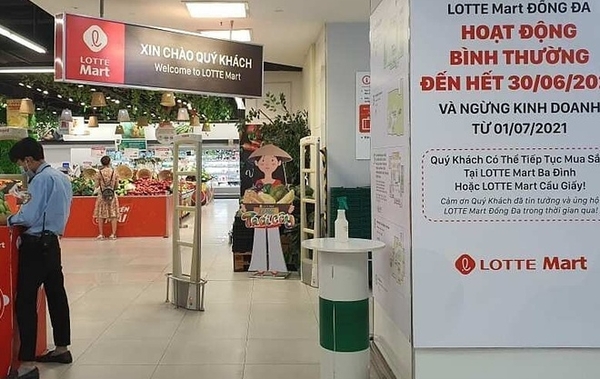 LOTTE
Mart
XIN CHÀO QUÝ KHÁCH
Welcome to LOTTE Mart
LOTTE Mart ĐỐNG ĐA
HOẠT ĐỘNG
BÌNH THƯỜNG
ĐẾN HẾT 30/06/202
VÀ NGỪNG KINH DOANH
TỪ 01/07/2021
Quý Khách Có Thể Tiếp Tục Mua Sắ
Tại LOTTE Mart Ba Đình
Hoặc LOTTE Mart Cầu Giấy!
Cảm ơn Quý Khách đã tin tưởng và ủng hộ
LOTTE Mart Đống Đa trong thời gian qua!
LOTTE Mart